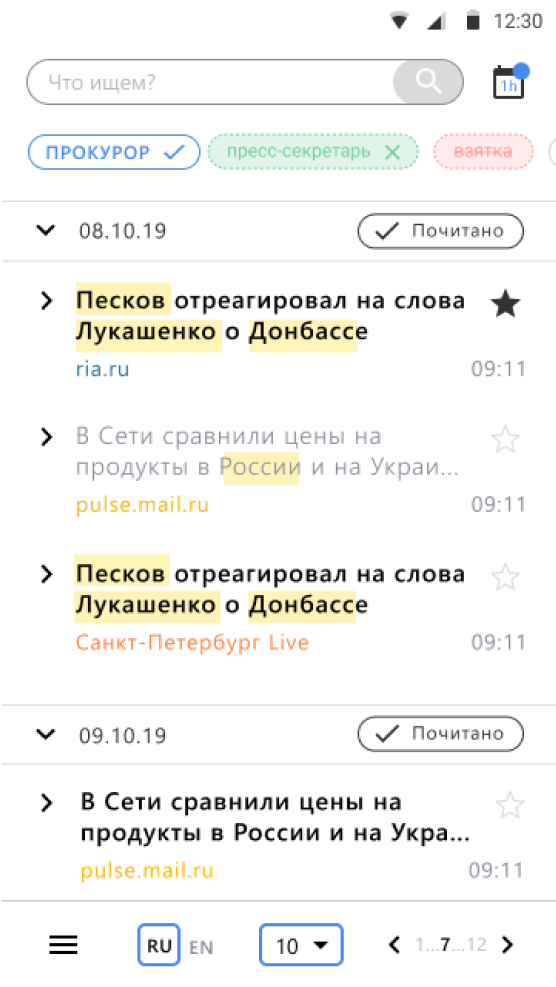 12:30
Что ищем?
1h
ПРОКУРОР
пресс-секретарь
взятка
08.10.19
Почитано
Песков отреагировал на слова
Лукашенко о Донбассе
ria.ru
09:11
В Сети сравнили цены на
продукты в России и на Украи...
pulse.mail.ru
09:11
Песков отреагировал на слова
Лукашенко о Донбассе
Санкт-Петербург Live
09:11
09.10.19
Почитано
В Сети сравнили цены на
продукты в России и на Укра...
pulse.mail.ru
09:11
RU EN 10 1...7...12